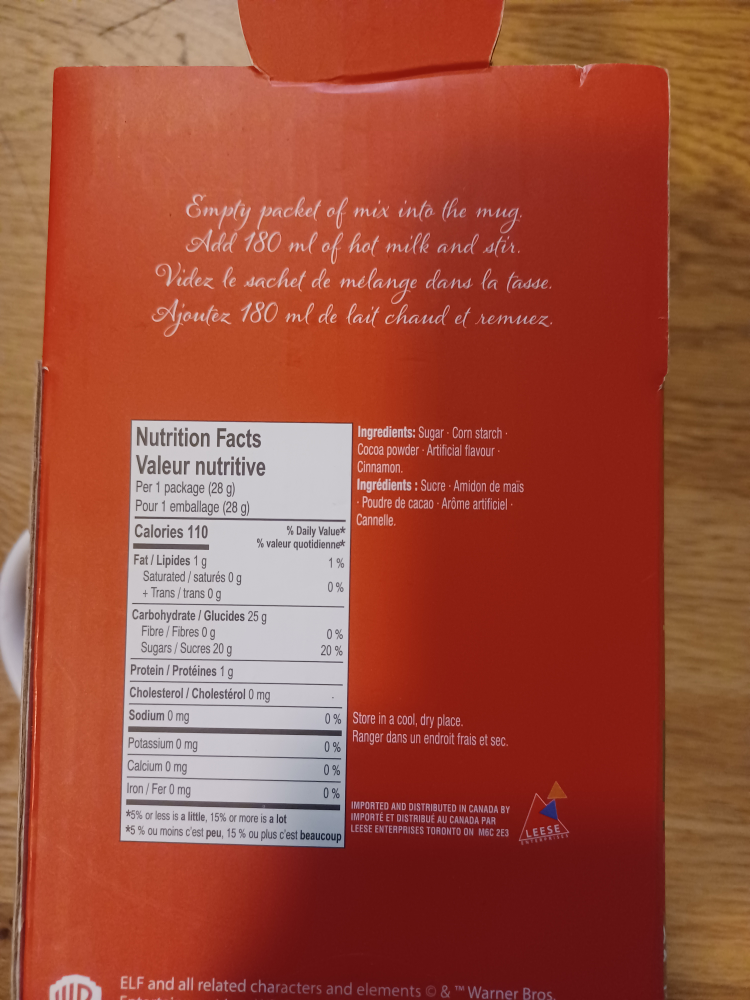 Empty packet of mix into the mug.
Add 180 ml of hot milk and stir.
Videz le sachet de mélange dans la tasse.
Ajoutez 180 ml de lait chaud et remuez.
Nutrition Facts
Valeur nutritive
Per 1 package (28 g)
Pour 1 emballage (28 g)
Calories 110
% Daily Value*
% valeur quotidienne*
Fat / Lipides 1 g 1 %
Saturated / saturés 0 g
+ Trans / trans 0 g 0 %
Carbohydrate / Glucides 25 g
Fibre / Fibres 0 g 0 %
Sugars / Sucres 20 g 20 %
Protein / Protéines 1 g
Cholesterol / Cholestérol 0 mg -
Sodium 0 mg 0 %
Potassium 0 mg 0 %
Calcium 0 mg 0 %
Iron / Fer 0 mg 0 %
*5% or less is a little, 15% or more is a lot
*5 % ou moins c'est peu, 15 % ou plus c'est beaucoup
Ingredients: Sugar · Corn starch ·
Cocoa powder · Artificial flavour ·
Cinnamon.
Ingrédients : Sucre · Amidon de maïs
· Poudre de cacao · Arôme artificiel ·
Cannelle.
Store in a cool, dry place.
Ranger dans un endroit frais et sec.
IMPORTED AND DISTRIBUTED IN CANADA BY
IMPORTÉ ET DISTRIBUÉ AU CANADA PAR
LEESE ENTERPRISES TORONTO ON M6C 2E3
LEESE
ENTERPRISES
WB
ELF and all related characters and elements © & ™ Warner Bros.